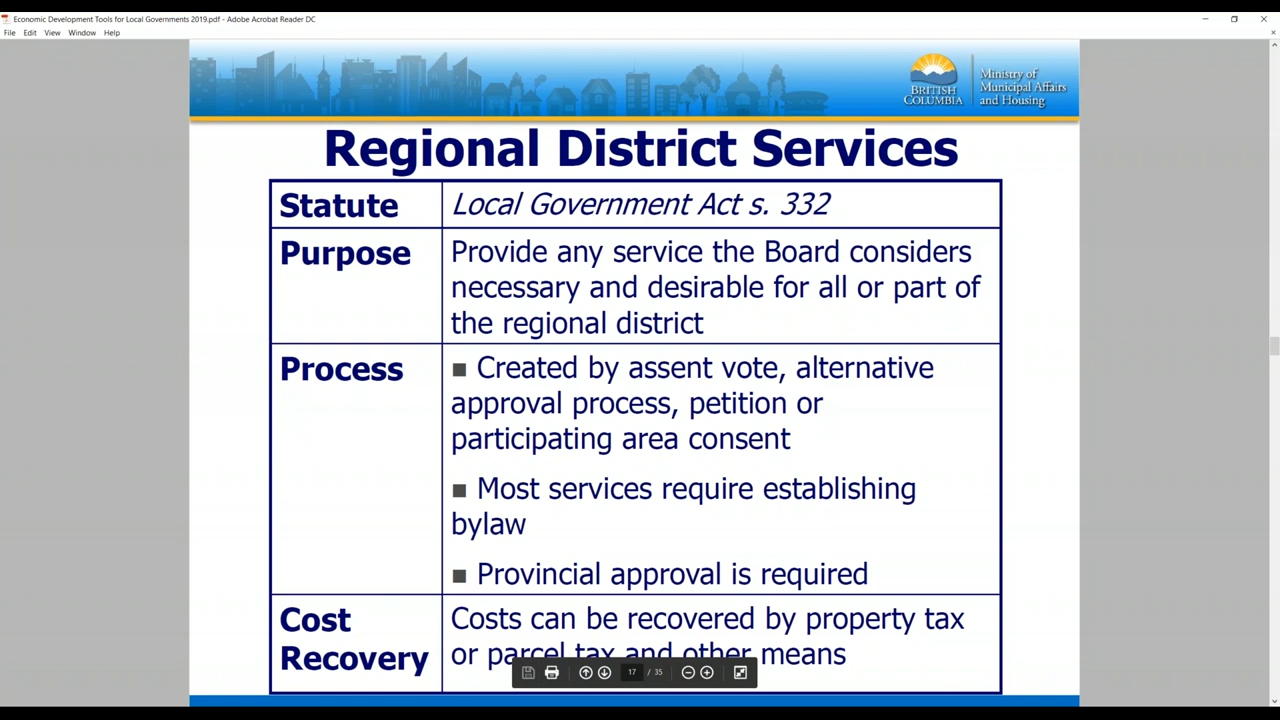 Economic Development Tools for Local Governments 2019.pdf - Adobe Acrobat Reader DC
File Edit View Window Help
BRITISH
COLUMBIA
Ministry of
Municipal Affairs
and Housing
Regional District Services
Statute
Local Government Act s. 332
Purpose
Provide any service the Board considers
necessary and desirable for all or part of
the regional district
Process
■ Created by assent vote, alternative
approval process, petition or
participating area consent
■ Most services require establishing
bylaw
■ Provincial approval is required
Cost
Recovery
Costs can be recovered by property tax
or parcel tax and other means
17 / 35